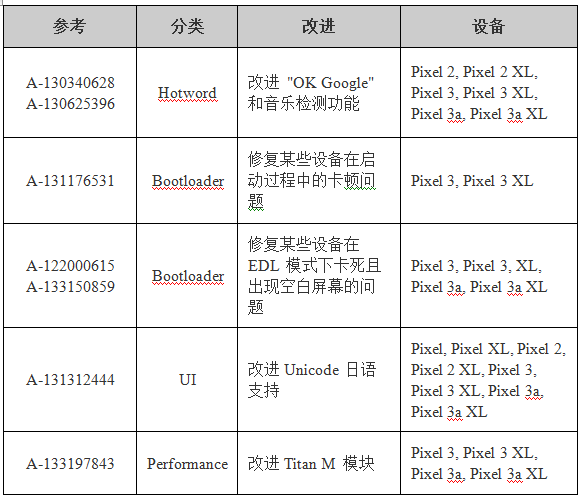 参考 分类 改进 设备
A-130340628
A-130625396
Hotword
改进 "OK Google"
和音乐检测功能
Pixel 2, Pixel 2 XL,
Pixel 3, Pixel 3 XL,
Pixel 3a, Pixel 3a XL
A-131176531
Bootloader
修复某些设备在启
动过程中的卡顿问
题
Pixel 3, Pixel 3 XL
A-122000615
A-133150859
Bootloader
修复某些设备在
EDL 模式下卡死且
出现空白屏幕的问
题
Pixel 3, Pixel 3, XL,
Pixel 3a, Pixel 3a XL
A-131312444
UI
改进 Unicode 日语
支持
Pixel, Pixel XL, Pixel 2,
Pixel 2 XL, Pixel 3,
Pixel 3 XL, Pixel 3a,
Pixel 3a XL
A-133197843
Performance
改进 Titan M 模块
Pixel 3, Pixel 3 XL,
Pixel 3a, Pixel 3a XL